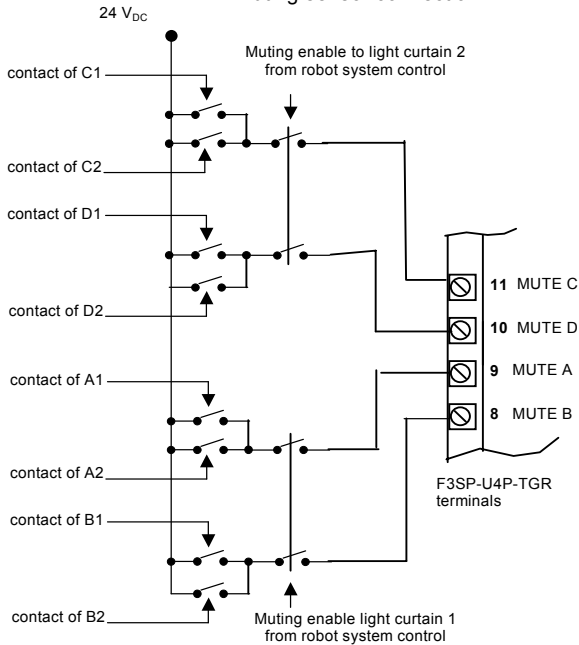 24 VDC
Muting enable to light curtain 2
from robot system control
contact of C1
contact of C2
contact of D1
contact of D2
contact of A1
contact of A2
contact of B1
contact of B2
11 MUTE C
10 MUTE D
9 MUTE A
8 MUTE B
F3SP-U4P-TGR
terminals
Muting enable light curtain 1
from robot system control